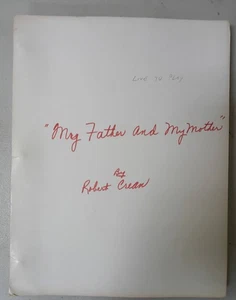 "My Father and My Mother"
By
Robert Crean